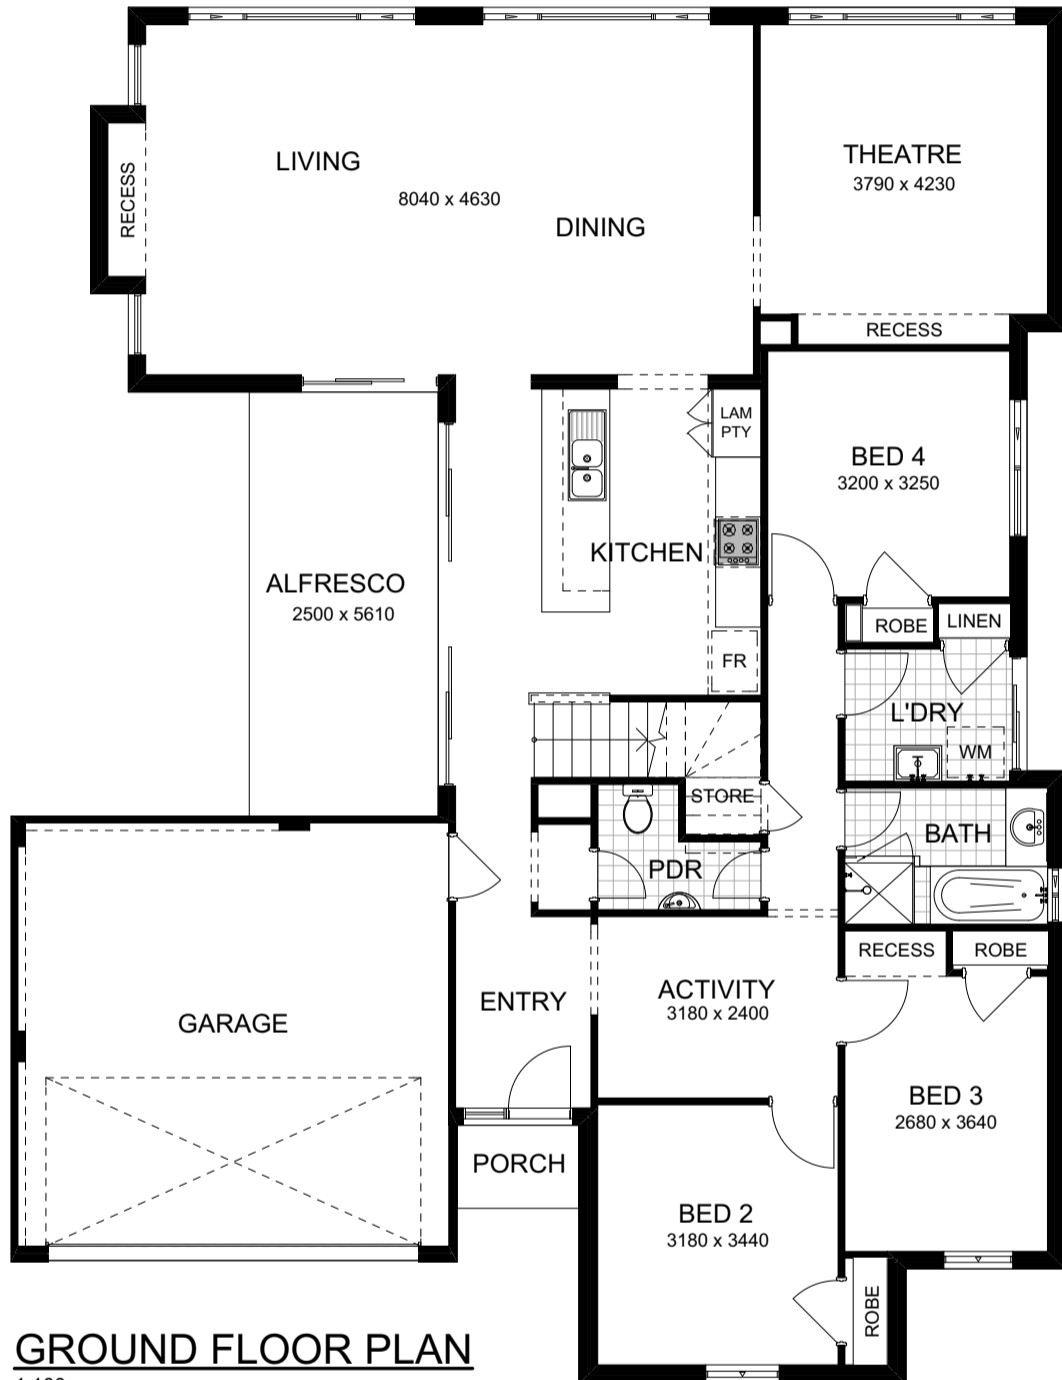 LIVING
8040 x 4630
DINING
RECESS
THEATRE
3790 x 4230
RECESS
LAM
PTY
BED 4
3200 x 3250
KITCHEN
ALFRESCO
2500 x 5610
FR
ROBE
LINEN
L'DRY
WM
STORE
BATH
PDR
RECESS
ROBE
ENTRY
ACTIVITY
3180 x 2400
GARAGE
BED 3
2680 x 3640
PORCH
BED 2
3180 x 3440
ROBE
GROUND FLOOR PLAN